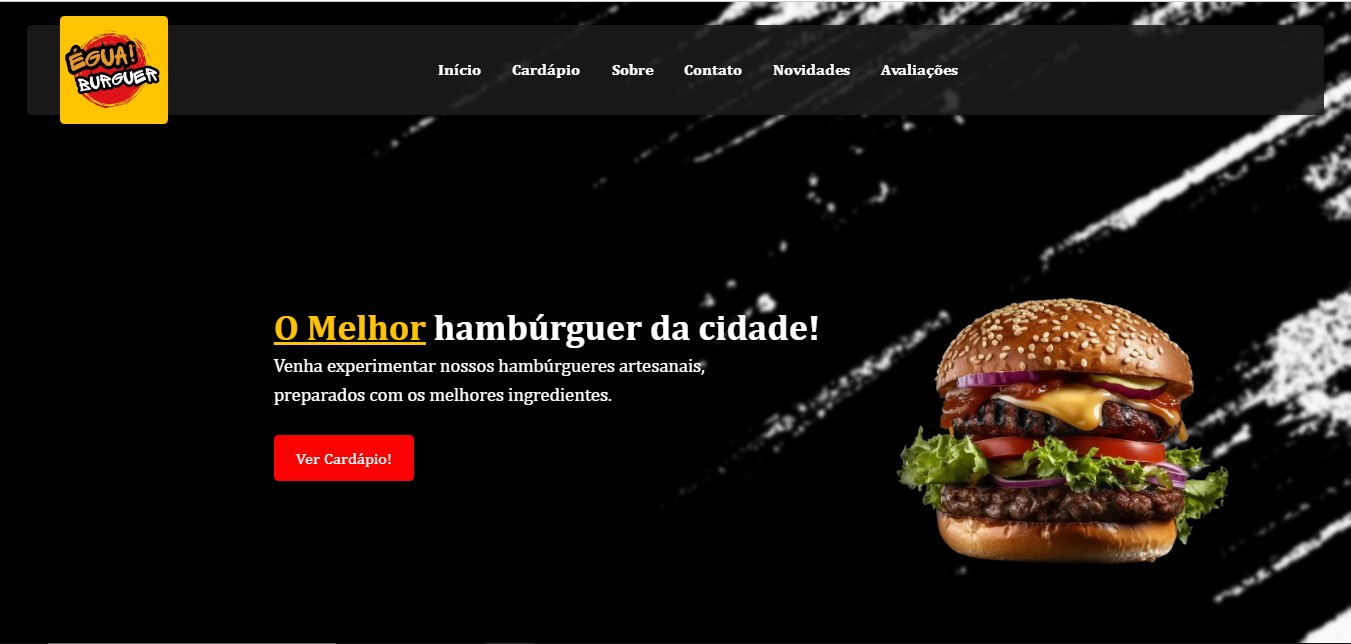 ÉGUA!
BURGUER
Início Cardápio Sobre Contato Novidades Avaliações
O Melhor hambúrguer da cidade!
Venha experimentar nossos hambúrgueres artesanais,
preparados com os melhores ingredientes.
Ver Cardápio!